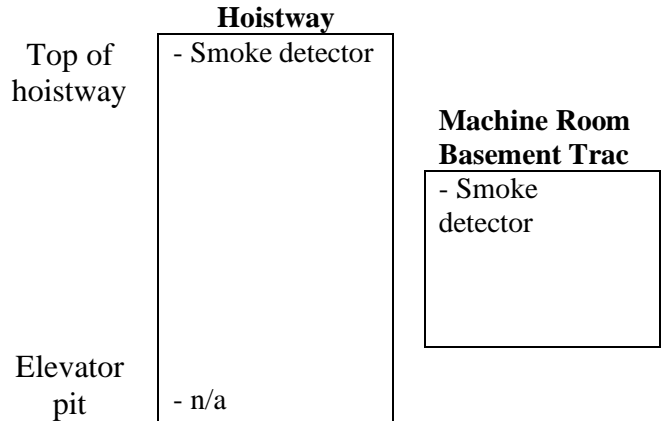 Hoistway
Top of
hoistway
- Smoke detector
Machine Room
Basement Trac
- Smoke
detector
Elevator
pit
- n/a